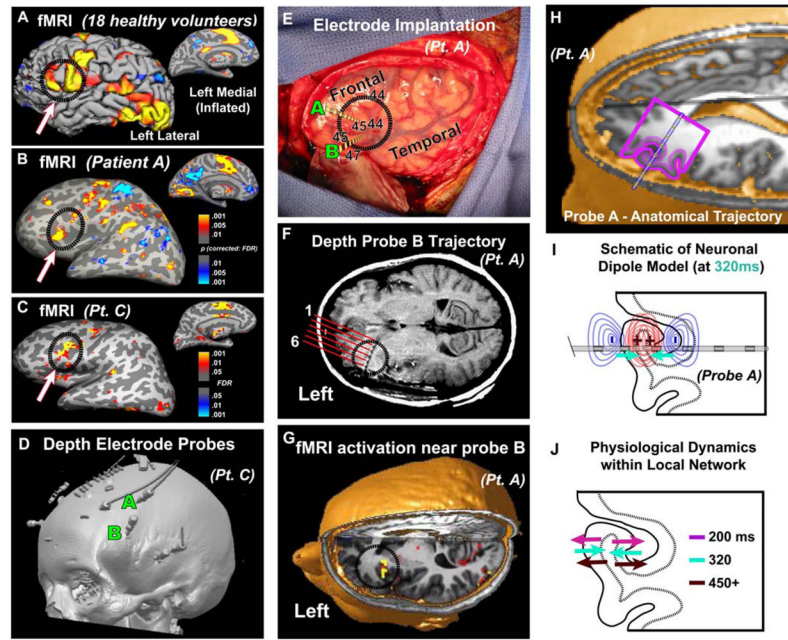 A
fMRI (18 healthy volunteers)
Left Medial
(Inflated)
Left Lateral
B
fMRI (Patient A)
.001
.005
.01
p (corrected: FDR)
.01
.005
.001
C
fMRI (Pt. C)
.001
.005
.01
FDR
.05
.01
.001
D
Depth Electrode Probes
(Pt. C)
A
B
E
Electrode Implantation
(Pt. A)
Frontal
44
A
45 44
45
B
47
Temporal
F
Depth Probe B Trajectory
(Pt. A)
1
6
Left
G
fMRI activation near probe B
(Pt. A)
Left
H
(Pt. A)
Probe A - Anatomical Trajectory
I
Schematic of Neuronal
Dipole Model (at 320ms)
- ++ -
(Probe A)
J
Physiological Dynamics
within Local Network
200 ms
320
450+